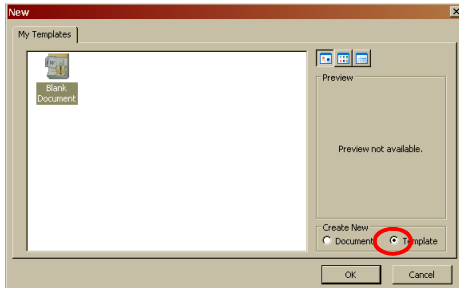 New
My Templates
Blank
Document
Preview
Preview not available.
Create New
Document
Template
OK
Cancel